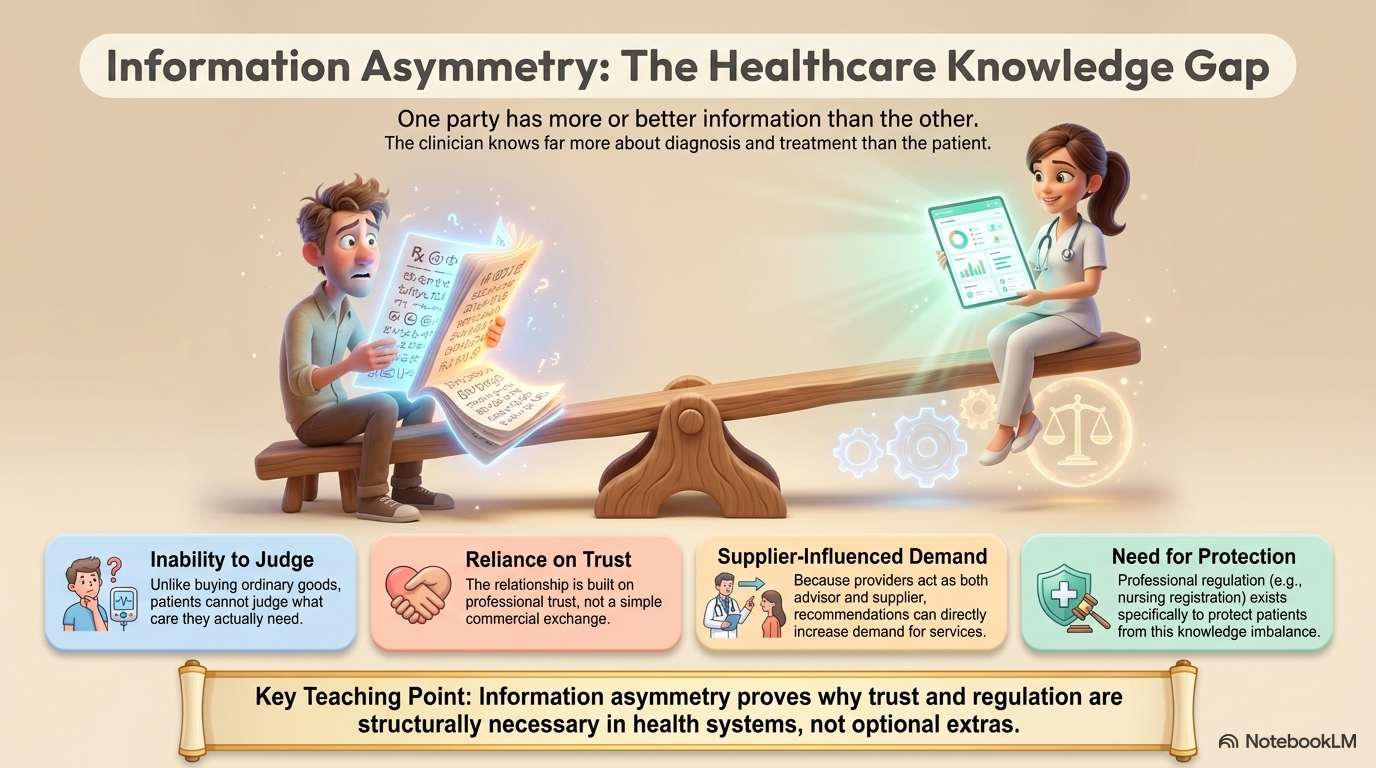 Information Asymmetry: The Healthcare Knowledge Gap
One party has more or better information than the other.
The clinician knows far more about diagnosis and treatment than the patient.
Inability to Judge
Unlike buying ordinary goods,
patients cannot judge what
care they actually need.
Reliance on Trust
The relationship is built on
professional trust, not a simple
commercial exchange.
Supplier-Influenced Demand
Because providers act as both
advisor and supplier,
recommendations can directly
increase demand for services.
Need for Protection
Professional regulation (e.g.,
nursing registration) exists
specifically to protect patients
from this knowledge imbalance.
Key Teaching Point: Information asymmetry proves why trust and regulation are
structurally necessary in health systems, not optional extras.
NotebookLM